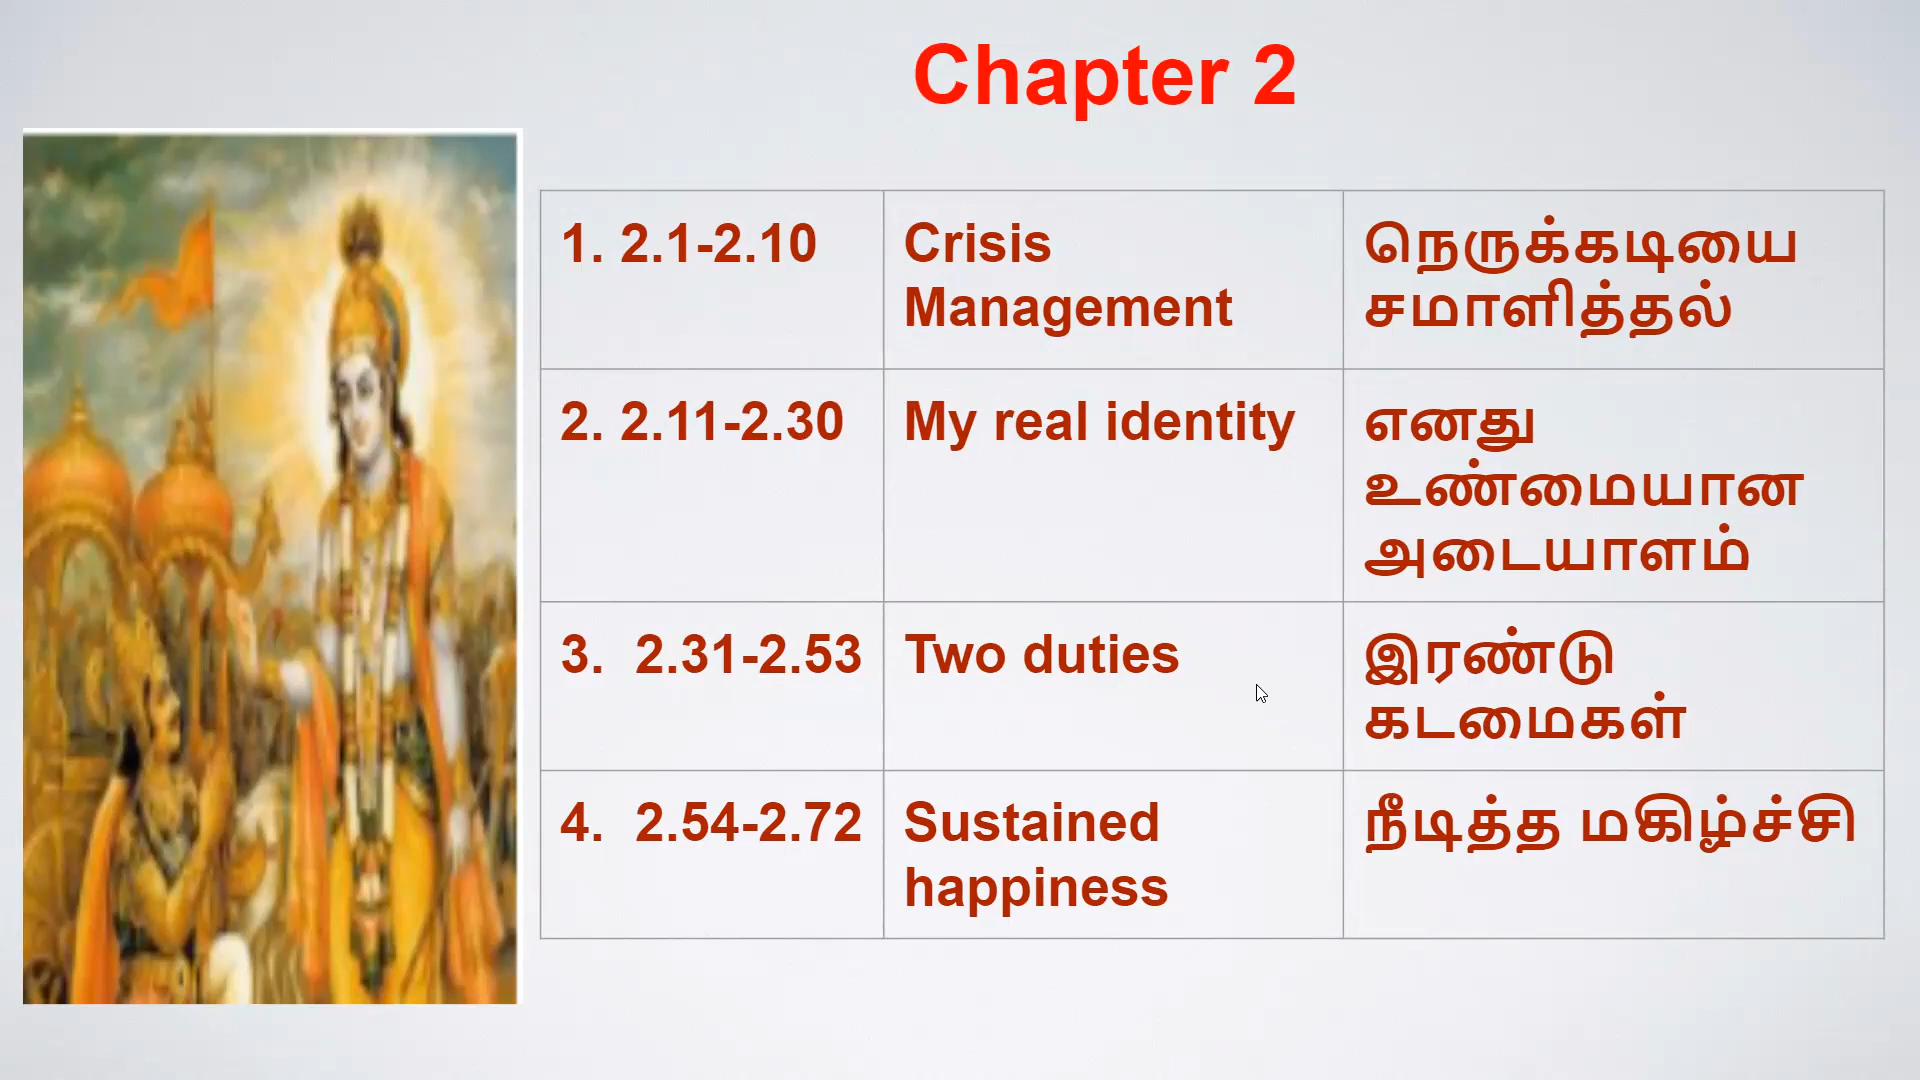 Chapter 2
1. 2.1-2.10
Crisis
Management
நெருக்கடியை
சமாளித்தல்
2. 2.11-2.30
My real identity
எனது
உண்மையான
அடையாளம்
3. 2.31-2.53
Two duties
இரண்டு
கடமைகள்
4. 2.54-2.72
Sustained
happiness
நீடித்த மகிழ்ச்சி